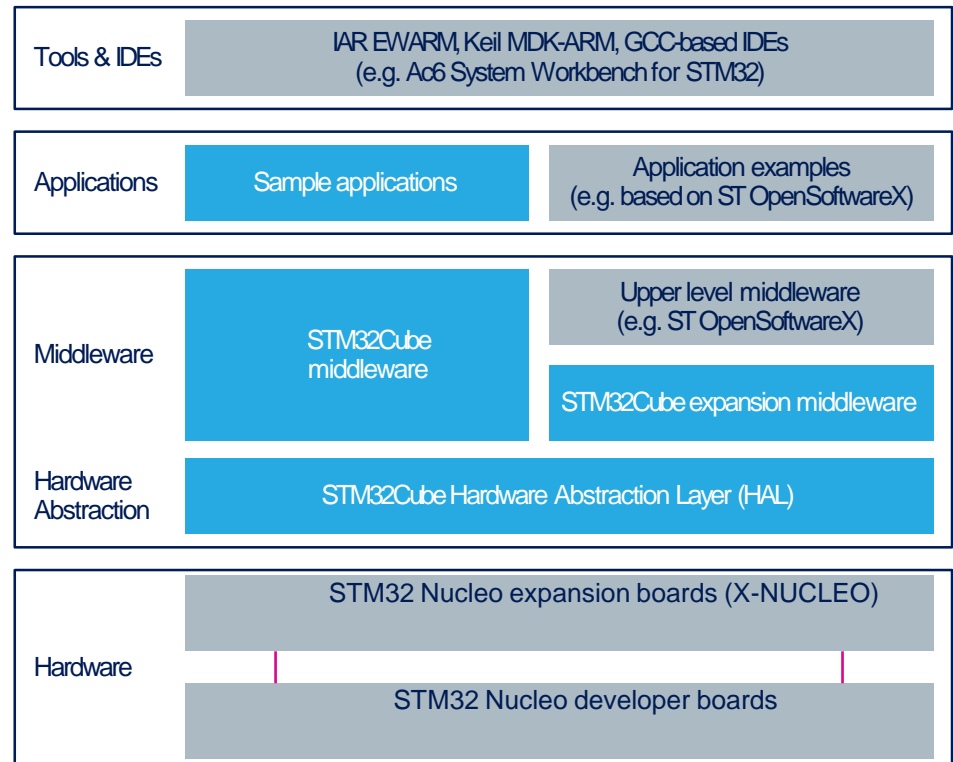 Tools & IDEs
IAR EWARM, Keil MDK-ARM, GCC-based IDEs
(e.g. Ac6 System Workbench for STM32)
Applications
Sample applications
Application examples
(e.g. based on ST OpenSoftwareX)
Middleware
STM32Cube
middleware
Upper level middleware
(e.g. ST OpenSoftwareX)
STM32Cube expansion middleware
Hardware
Abstraction
STM32Cube Hardware Abstraction Layer (HAL)
Hardware
STM32 Nucleo expansion boards (X-NUCLEO)
STM32 Nucleo developer boards